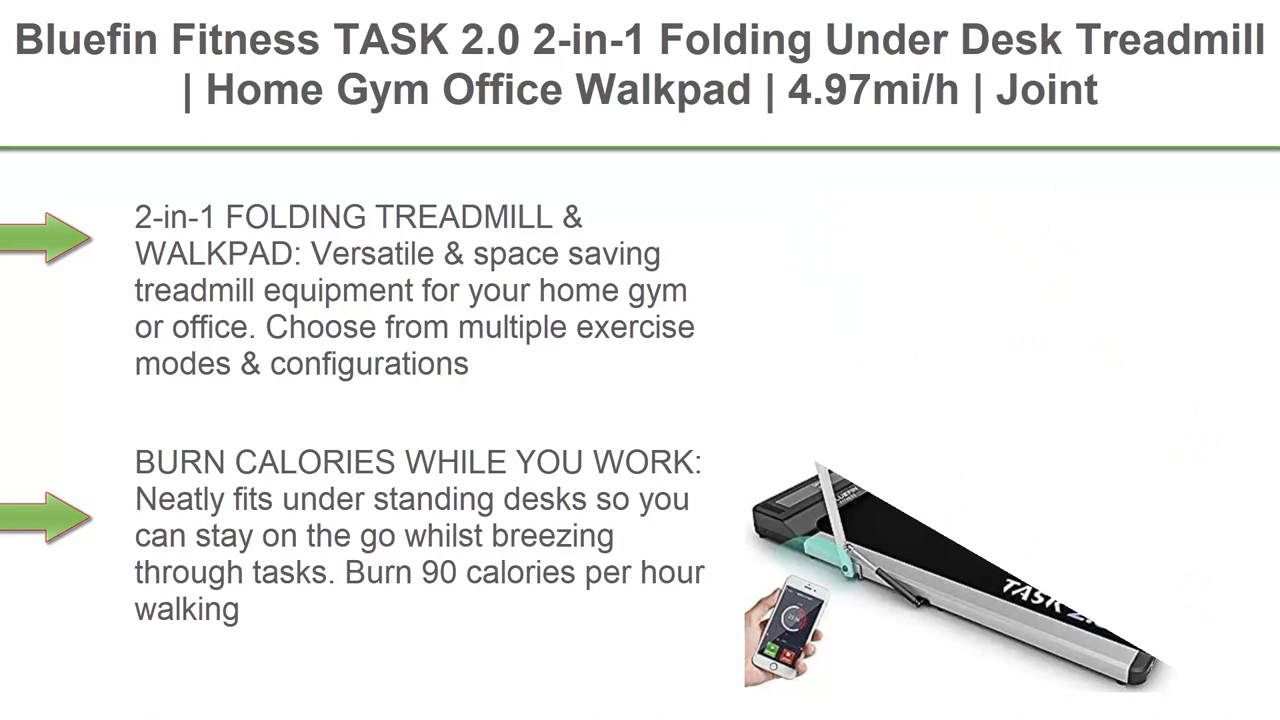 Bluefin Fitness TASK 2.0 2-in-1 Folding Under Desk Treadmill
| Home Gym Office Walkpad | 4.97mi/h | Joint
2-in-1 FOLDING TREADMILL &
WALKPAD: Versatile & space saving
treadmill equipment for your home gym
or office. Choose from multiple exercise
modes & configurations
BURN CALORIES WHILE YOU WORK:
Neatly fits under standing desks so you
can stay on the go whilst breezing
through tasks. Burn 90 calories per hour
walking
TASK